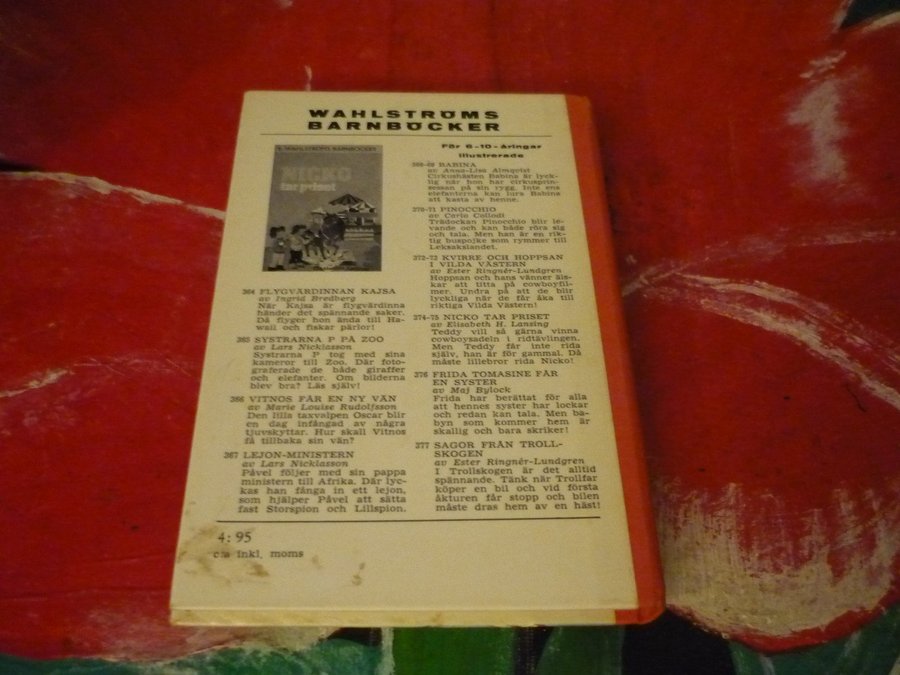 WAHLSTRÖMS
BARNBÖCKER
B. WAHLSTRÖMS BARNBÖCKER
NICKO
tar priset
364 FLYGVÄRDINNAN KAJSA
av Ingrid Bredberg
När Kajsa är flygvärdinna
händer det spännande saker.
Då flyger hon ända till Ha-
waii och fiskar pärlor!
365 SYSTRARNA P PÅ ZOO
av Lars Nicklasson
Systrarna P tog med sina
kameror till Zoo. Där foto-
graferade de både giraffer
och elefanter. Om bilderna
blev bra? Läs själv!
366 VITNOS FÅR EN NY VÄN
av Marie Louise Rudolfsson
Den lilla taxvalpen Oscar blir
en dag infångad av några
tjuvskyttar. Hur skall Vitnos
få tillbaka sin vän?
367 LEJON-MINISTERN
av Lars Nicklasson
Påvel följer med sin pappa
ministern till Afrika. Där lyc-
kas han fånga in ett lejon,
som hjälper Påvel att sätta
fast Storspion och Lillspion.
För 6-10-åringar
illustrerade
368-69 BABINA
av Anna-Lisa Almqvist
Cirkushästen Babina är lyck-
lig när hon har cirkusprin-
sessan på sin rygg. Inte ens
elefanterna kan lura Babina
att kasta av henne.
370-71 PINOCCHIO
av Carlo Collodi
Trädockan Pinocchio blir le-
vande och kan både röra sig
och tala. Men han är en rik-
tig buspojke som rymmer till
Leksakslandet.
372-73 KVIRRE OCH HOPPSAN
I VILDA VÄSTERN
av Ester Ringnér-Lundgren
Hoppsan och hans vänner äls-
kar att titta på cowboyfil-
mer. Undra på att de blir
lyckliga när de får åka till
riktiga Vilda Västern!
374-75 NICKO TAR PRISET
av Elisabeth H. Lansing
Teddy vill så gärna vinna
cowboysadeln i ridtävlingen.
Men Teddy får inte rida
själv, han är för gammal. Då
måste lillebror rida Nicko!
376 FRIDA TOMASINE FÅR
EN SYSTER
av Maj Bylock
Frida har berättat för alla
att hennes syster har lockar
och redan kan tala. Men ba-
byn som kommer hem är
skallig och bara skriker!
377 SAGOR FRÅN TROLL-
SKOGEN
av Ester Ringnér-Lundgren
I Trollskogen är det alltid
spännande. Tänk när Trollfar
köper en bil och vid första
åkturen får stopp och bilen
måste dras hem av en häst!
4: 95
c:a inkl, moms